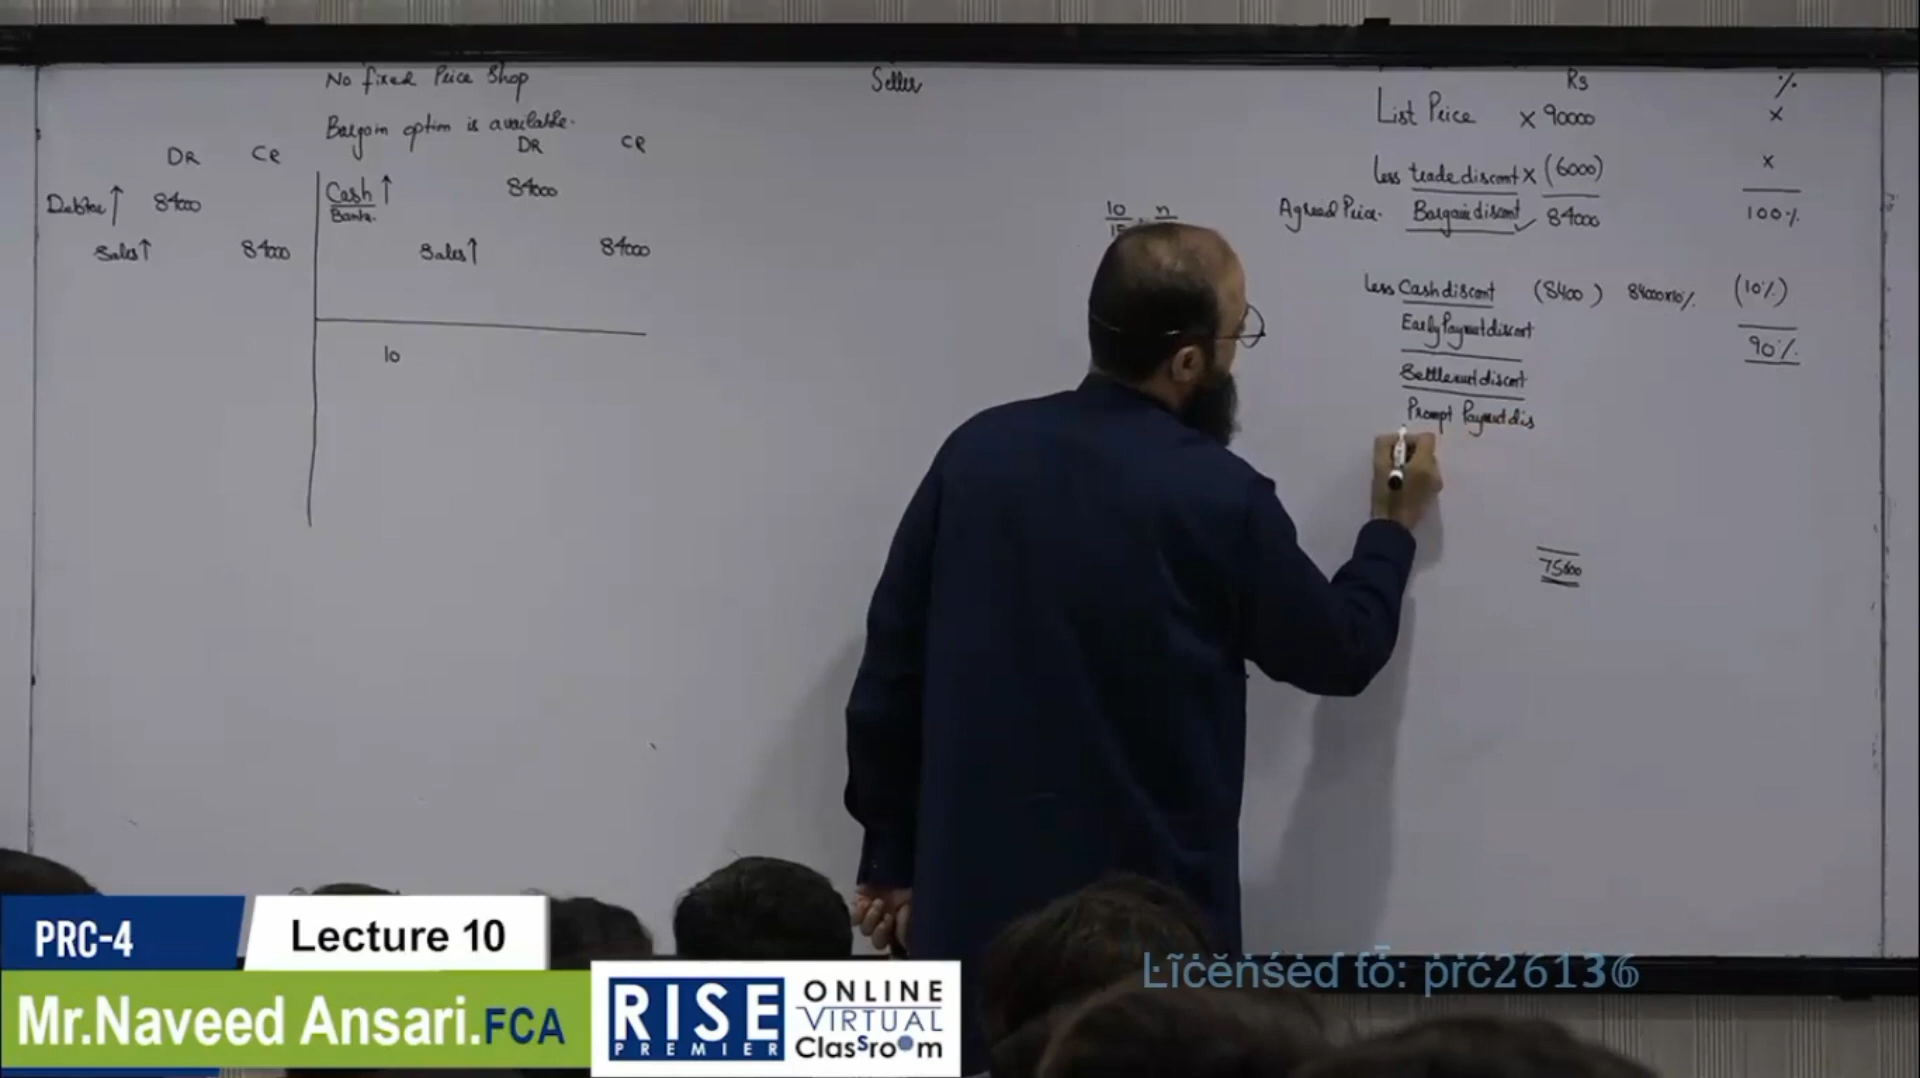 No fixed Price Shop
Bargain option is available.
DR CR
Debtor ↑ 84000
Sales ↑ 84000
DR CR
Cash ↑ 84000
Bank.
Sales ↑ 84000
10
Seller
10 n
15
Rs %
List Price × 90000 ×
less trade discount × (6000) ×
Agreed Price. Bargain discount ✓ 84000 100%
less Cash discount (8400) 84000x10% (10%)
Early Payment discount
90%
Settlement discount
Prompt Payment dis
75600
PRC-4
Lecture 10
Mr.Naveed Ansari.FCA
RISE
PREMIER
ONLINE
VIRTUAL
Classroom
Licensed to: prc26136